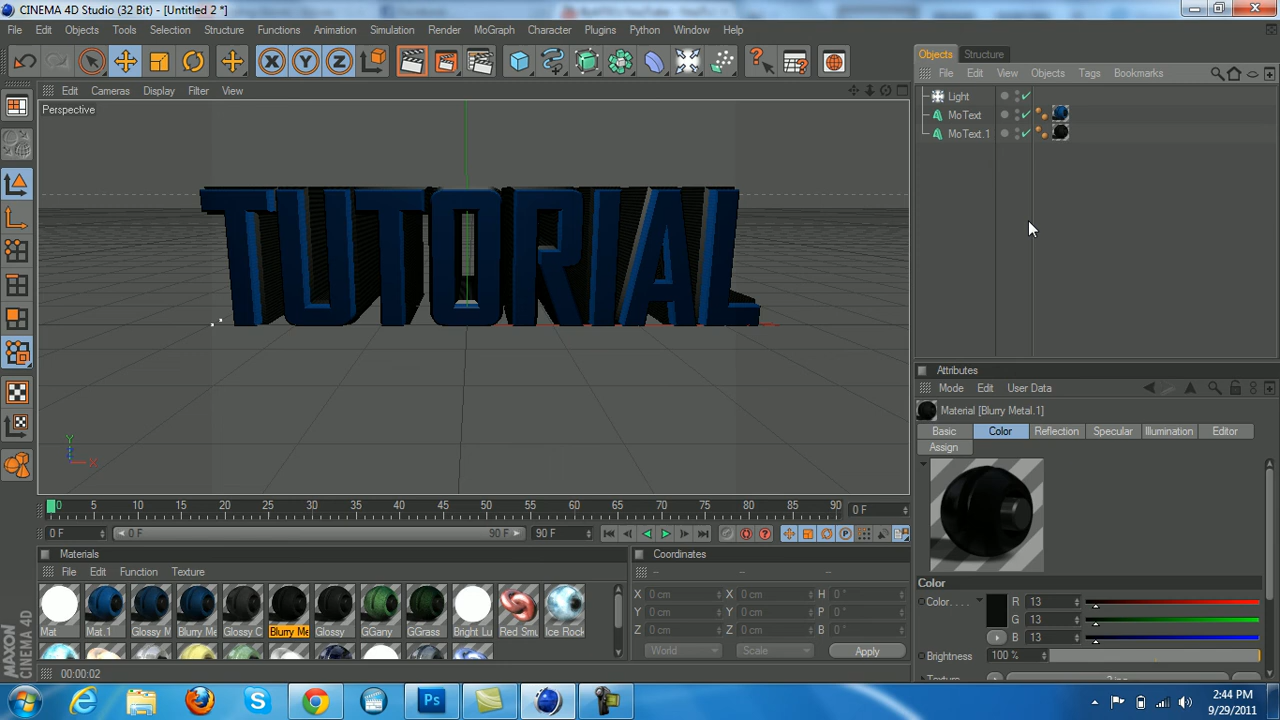 CINEMA 4D Studio (32 Bit) - [Untitled 2 *]
File Edit Objects Tools Selection Structure Functions Animation Simulation Render MoGraph Character Plugins Python Window Help
Objects Structure
File Edit View Objects Tags Bookmarks
Edit Cameras Display Filter View
Perspective
Light
MoText
MoText.1
TUTORIAL
Y
X
Attributes
Mode Edit User Data
Material [Blurry Metal.1]
Basic Color Reflection Specular Illumination Editor
Assign
0 5 10 15 20 25 30 35 40 45 50 55 60 65 70 75 80 85 90 0 F
0 F 0 F 90 F 90 F
Materials
File Edit Function Texture
Mat Mat.1 Glossy M Blurry Me Glossy C Blurry Me Glossy GGany GGrass Bright Lu Red Smu Ice Rock
Coordinates
X 0 cm X 0 cm H 0 °
Y 0 cm Y 0 cm P 0 °
Z 0 cm Z 0 cm B 0 °
World Scale Apply
Color
Color. . . . R 13
G 13
B 13
Brightness 100 %
MAXON CINEMA 4D
00:00:02
2:44 PM
9/29/2011